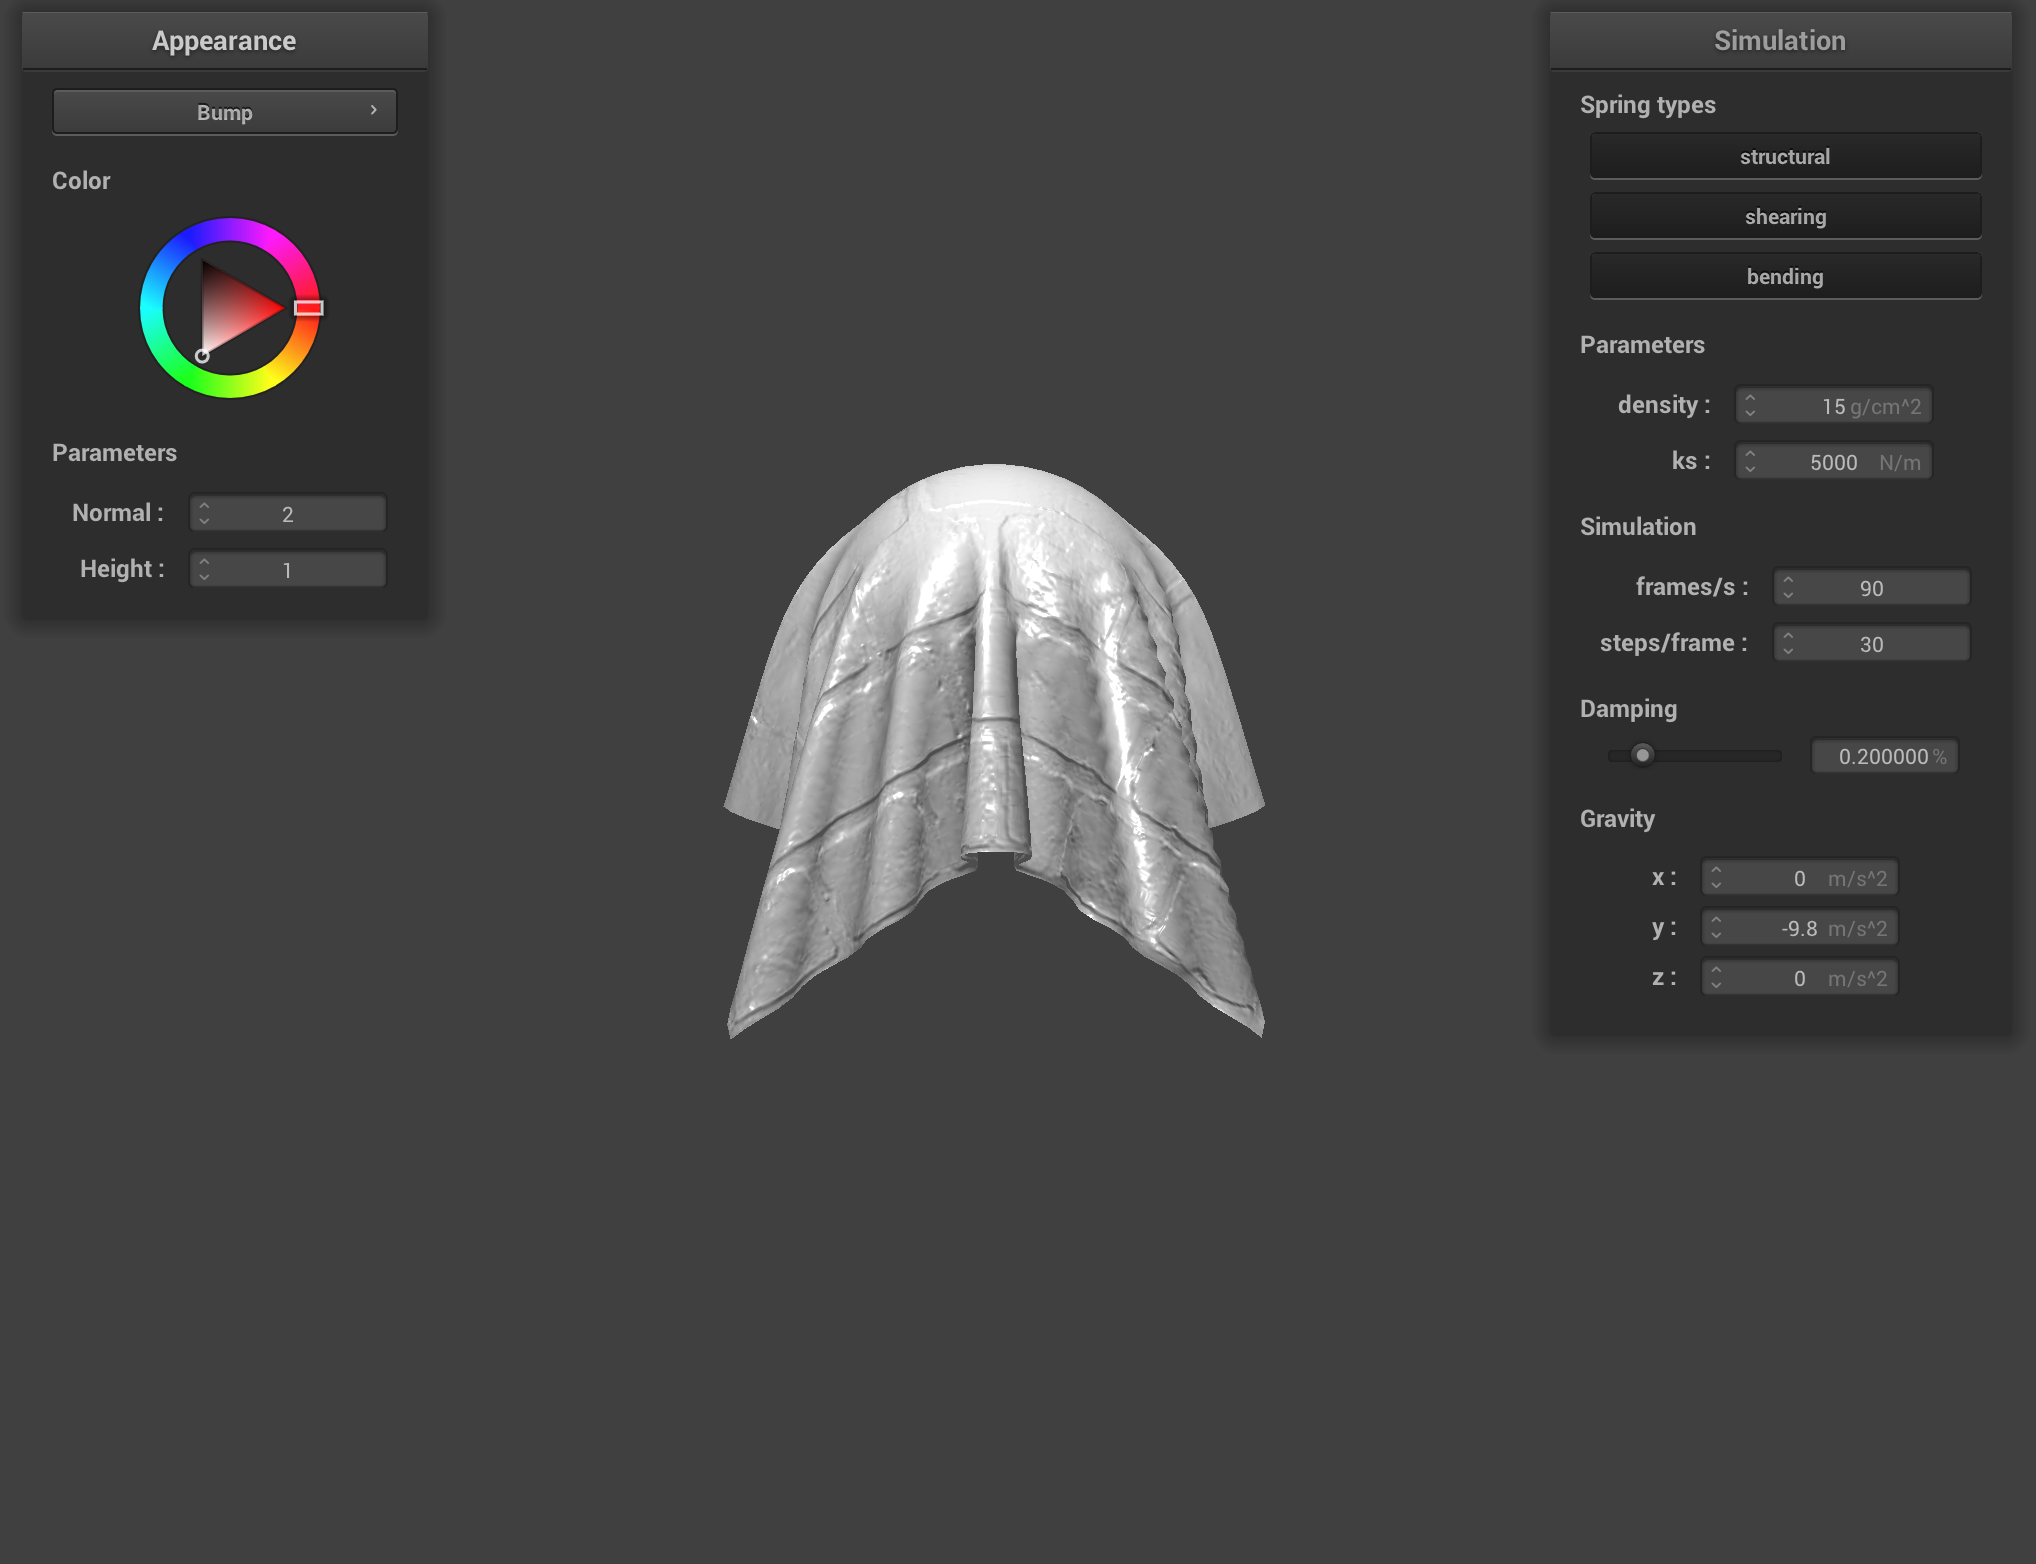 Appearance
Bump
Color
Parameters
Normal : 2
Height : 1
Simulation
Spring types
structural
shearing
bending
Parameters
density : 15 g/cm^2
ks : 5000 N/m
Simulation
frames/s : 90
steps/frame : 30
Damping
0.200000 %
Gravity
x : 0 m/s^2
y : -9.8 m/s^2
z : 0 m/s^2